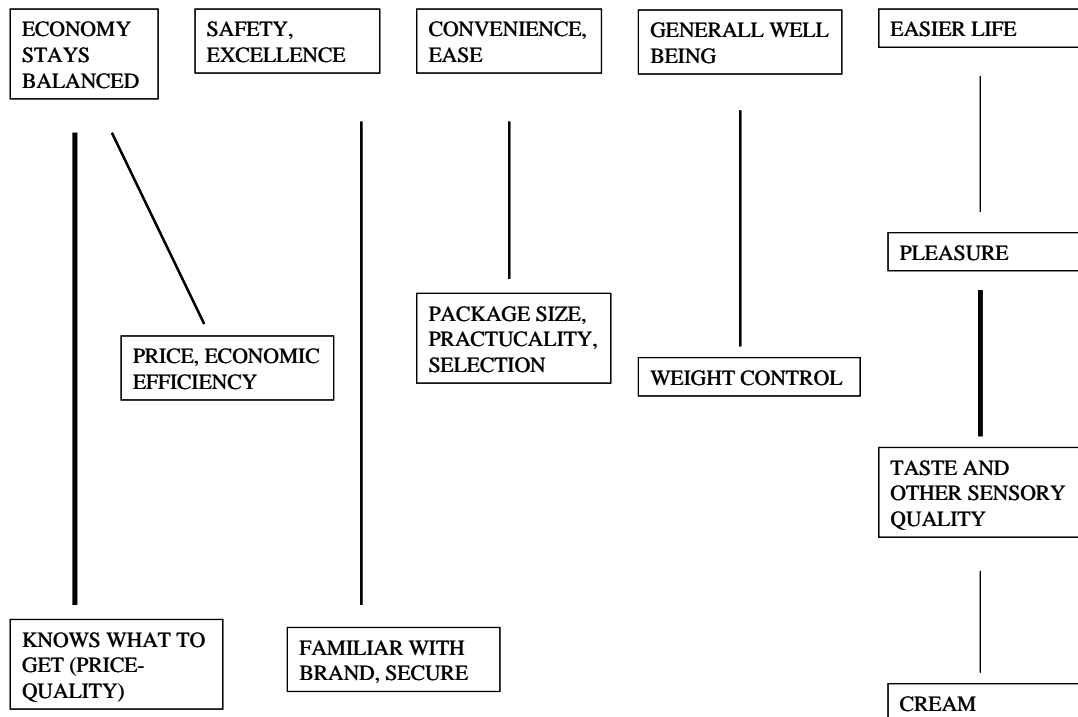 ECONOMY
STAYS
BALANCED
SAFETY,
EXCELLENCE
CONVENIENCE,
EASE
GENERALL WELL
BEING
EASIER LIFE
PLEASURE
PACKAGE SIZE,
PRACTUCALITY,
SELECTION
PRICE, ECONOMIC
EFFICIENCY
WEIGHT CONTROL
TASTE AND
OTHER SENSORY
QUALITY
KNOWS WHAT TO
GET (PRICE-
QUALITY)
FAMILIAR WITH
BRAND, SECURE
CREAM